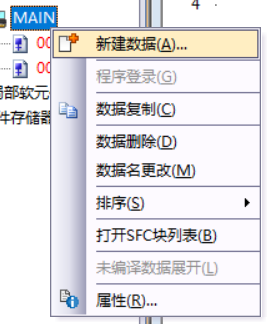 4
MAIN
新建数据(A)...
00
程序登录(G)
00
数据复制(C)
部软元
件存储器
数据删除(D)
数据名更改(M)
排序(S)
打开SFC块列表(B)
未编译数据展开(L)
属性(R)...